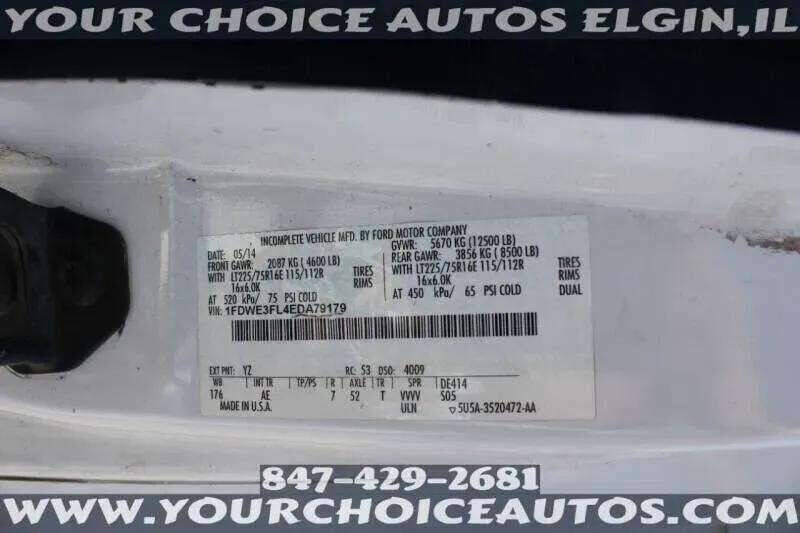 YOUR CHOICE AUTOS ELGIN,IL
INCOMPLETE VEHICLE MFD. BY FORD MOTOR COMPANY
DATE: 05/14 GVWR: 5670 KG (12500 LB)
FRONT GAWR: 2087 KG (4600 LB) REAR GAWR: 3856 KG (8500 LB)
WITH LT225/75R16E 115/112R TIRES WITH LT225/75R16E 115/112R TIRES
16x6.0K RIMS 16x6.0K RIMS
AT 520 kPa/ 75 PSI COLD AT 450 kPa/ 65 PSI COLD DUAL
VIN: 1FDWE3FL4EDA79179
EXT PNT: YZ RC: 53 DSO: 4009
WB INT TR TP/PS R AXLE TR SPR DE414
176 AE 7 52 T VVVV S05
MADE IN U.S.A. ULN 5U5A-3520472-AA
847-429-2681
WWW.YOURCHOICEAUTOS.COM